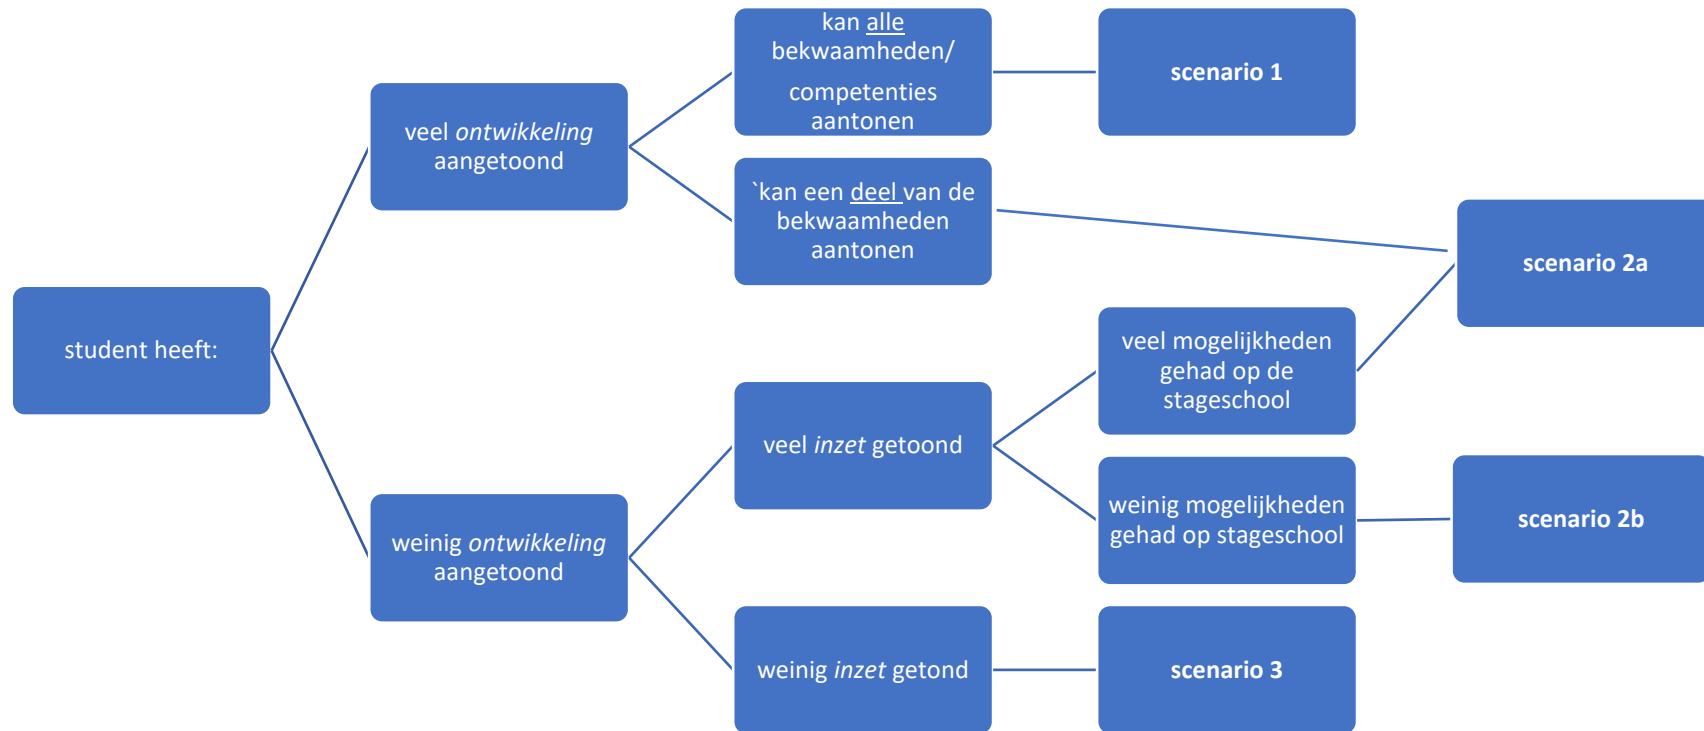 student heeft:
veel ontwikkeling
aangetoond
kan alle
bekwaamheden/
competenties
aantonen
scenario 1
`kan een deel van de
bekwaamheden
aantonen
scenario 2a
weinig ontwikkeling
aangetoond
veel inzet getoond
veel mogelijkheden
gehad op de
stageschool
weinig mogelijkheden
gehad op stageschool
scenario 2b
weinig inzet getond
scenario 3